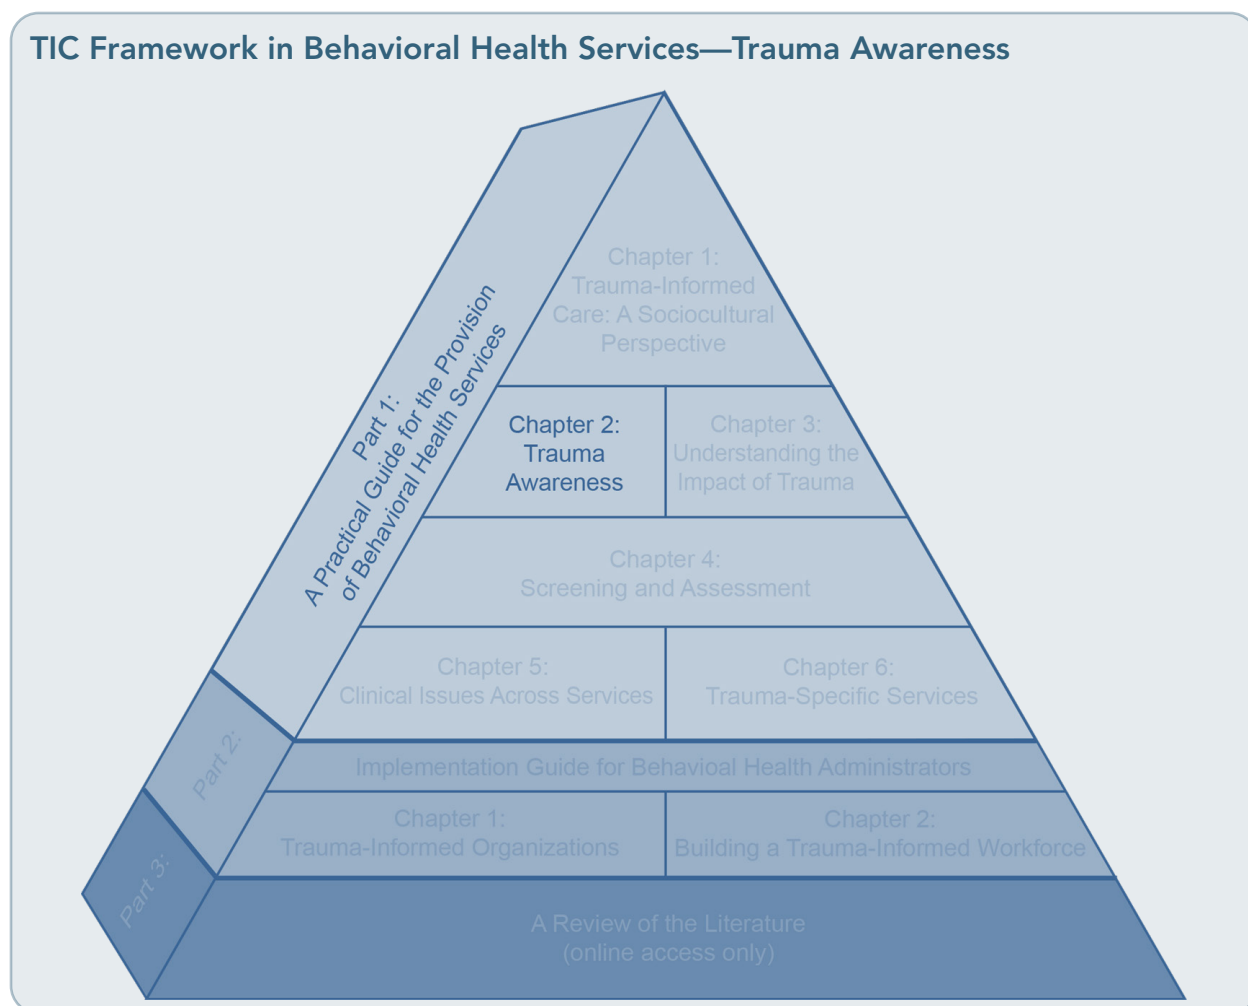 TIC Framework in Behavioral Health Services—Trauma Awareness
Part 1:
A Practical Guide for the Provision
of Behavioral Health Services
Chapter 1:
Trauma-Informed
Care: A Sociocultural
Perspective
Chapter 2:
Trauma
Awareness
Chapter 3:
Understanding the
Impact of Trauma
Chapter 4:
Screening and Assessment
Chapter 5:
Clinical Issues Across Services
Chapter 6:
Trauma-Specific Services
Part 2:
Implementation Guide for Behavioal Health Administrators
Chapter 1:
Trauma-Informed Organizations
Chapter 2:
Building a Trauma-Informed Workforce
Part 3:
A Review of the Literature
(online access only)